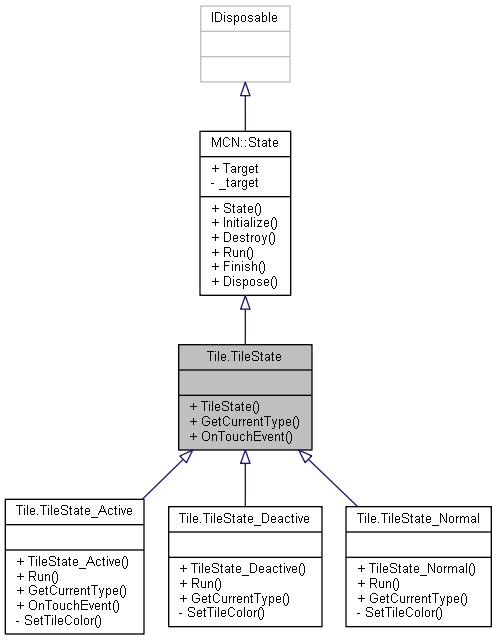 IDisposable
MCN::State
+ Target
- _target
+ State()
+ Initialize()
+ Destroy()
+ Run()
+ Finish()
+ Dispose()
Tile.TileState
+ TileState()
+ GetCurrentType()
+ OnTouchEvent()
Tile.TileState_Active
+ TileState_Active()
+ Run()
+ GetCurrentType()
+ OnTouchEvent()
- SetTileColor()
Tile.TileState_Deactive
+ TileState_Deactive()
+ Run()
+ GetCurrentType()
- SetTileColor()
Tile.TileState_Normal
+ TileState_Normal()
+ Run()
+ GetCurrentType()
- SetTileColor()